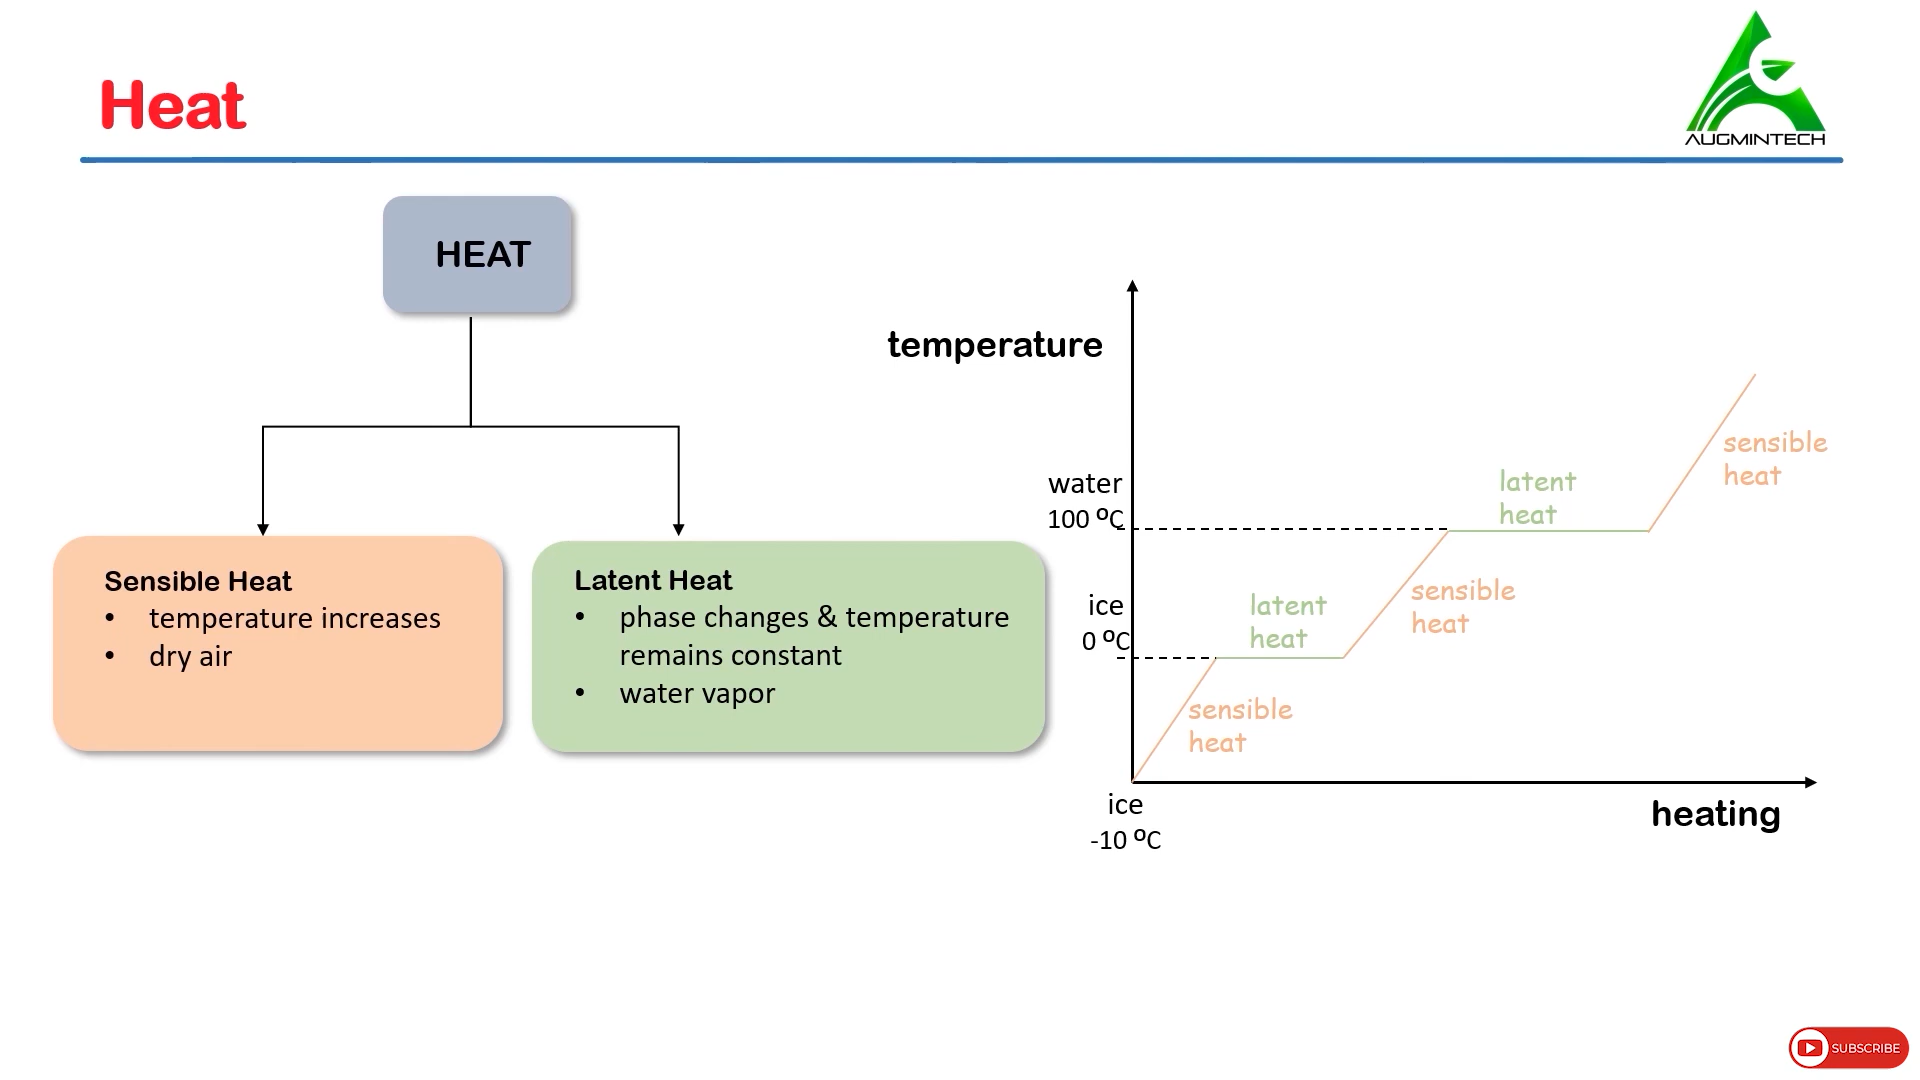 Heat
AUGMINTECH
HEAT
Sensible Heat
• temperature increases
• dry air
Latent Heat
• phase changes & temperature
remains constant
• water vapor
temperature
water
100 ºC
ice
0 ºC
latent
heat
sensible
heat
latent
heat
sensible
heat
sensible
heat
ice
-10 ºC
heating
SUBSCRIBE